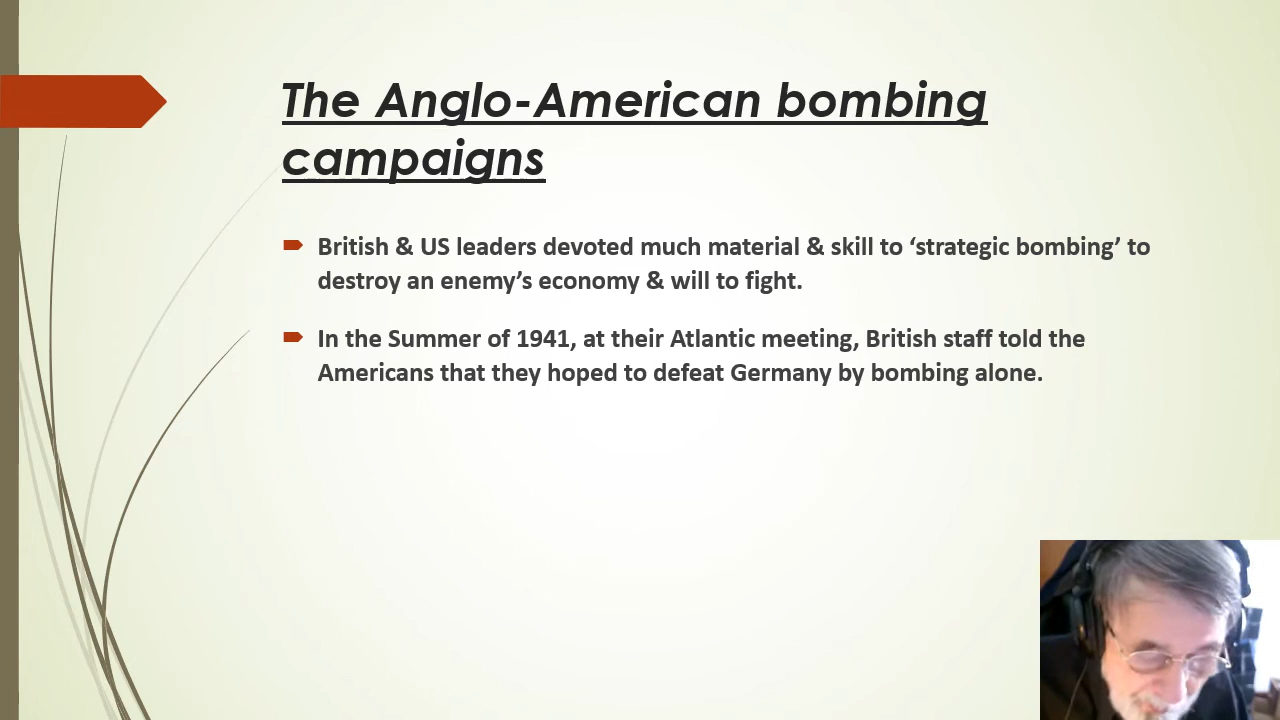 The Anglo-American bombing
campaigns
British & US leaders devoted much material & skill to ‘strategic bombing’ to
destroy an enemy’s economy & will to fight.
In the Summer of 1941, at their Atlantic meeting, British staff told the
Americans that they hoped to defeat Germany by bombing alone.